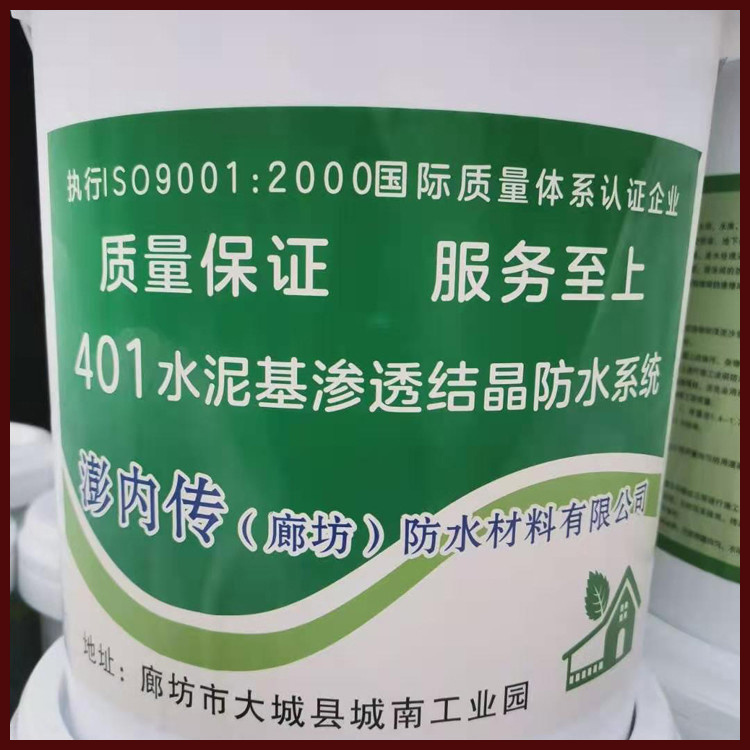 执行ISO9001:2000国际质量体系认证企业
质量保证 服务至上
401水泥基渗透结晶防水系统
澎内传(廊坊)防水材料有限公司
地址:廊坊市大城县城南工业园